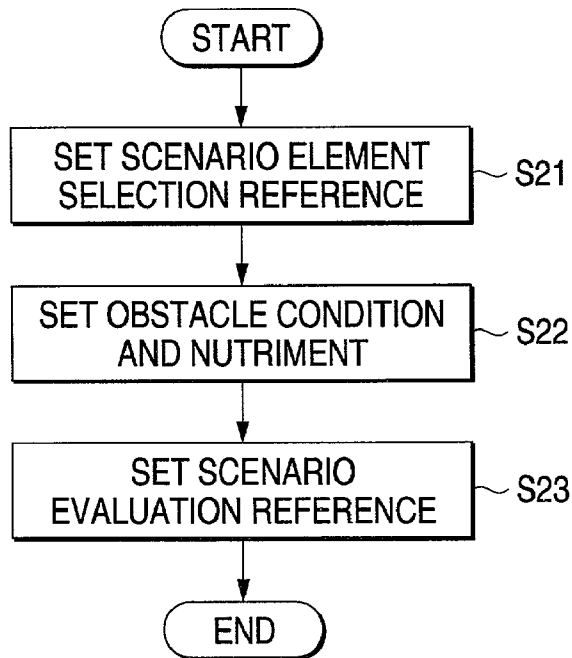 START
SET SCENARIO ELEMENT
SELECTION REFERENCE
S21
SET OBSTACLE CONDITION
AND NUTRIMENT
S22
SET SCENARIO
EVALUATION REFERENCE
S23
END